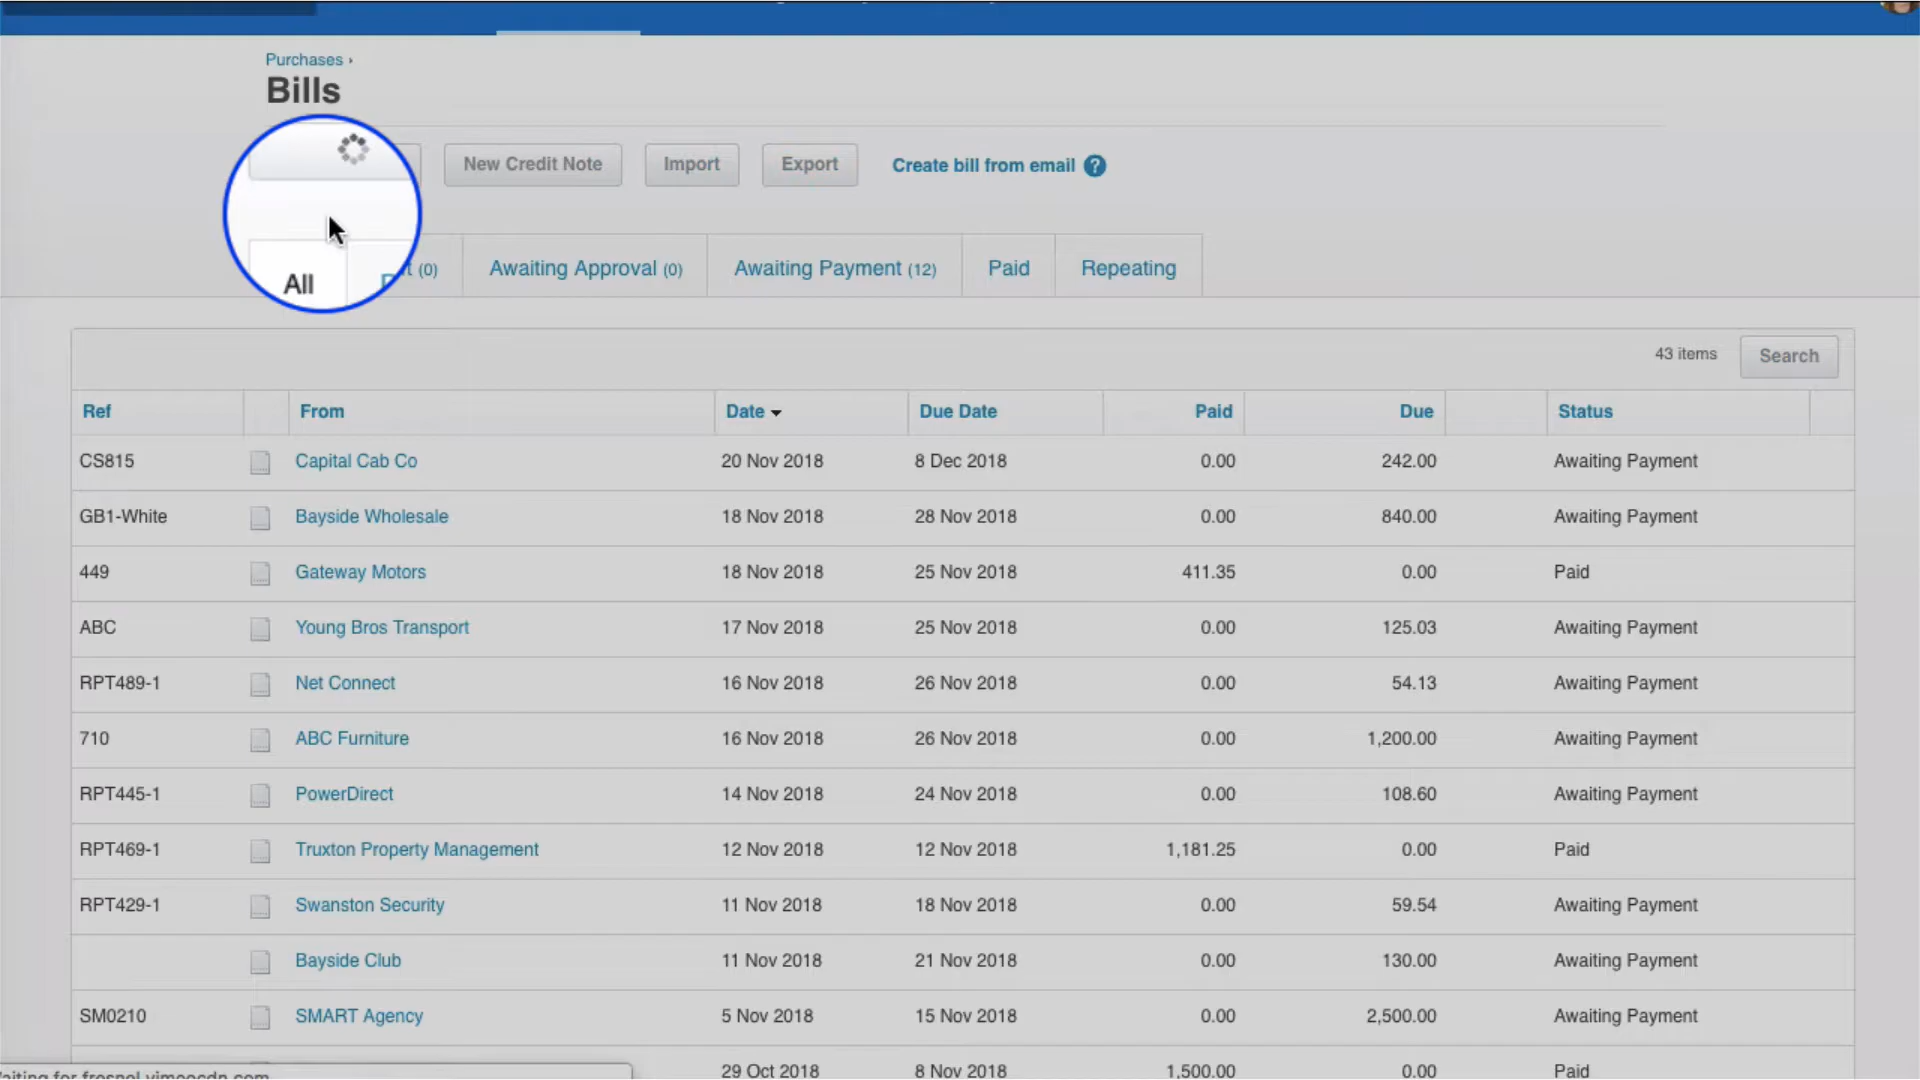 Purchases ›
Bills
New Credit Note Import Export Create bill from email ?
All (0) Awaiting Approval (0) Awaiting Payment (12) Paid Repeating
43 items Search
Ref From Date Due Date Paid Due Status
CS815 Capital Cab Co 20 Nov 2018 8 Dec 2018 0.00 242.00 Awaiting Payment
GB1-White Bayside Wholesale 18 Nov 2018 28 Nov 2018 0.00 840.00 Awaiting Payment
449 Gateway Motors 18 Nov 2018 25 Nov 2018 411.35 0.00 Paid
ABC Young Bros Transport 17 Nov 2018 25 Nov 2018 0.00 125.03 Awaiting Payment
RPT489-1 Net Connect 16 Nov 2018 26 Nov 2018 0.00 54.13 Awaiting Payment
710 ABC Furniture 16 Nov 2018 26 Nov 2018 0.00 1,200.00 Awaiting Payment
RPT445-1 PowerDirect 14 Nov 2018 24 Nov 2018 0.00 108.60 Awaiting Payment
RPT469-1 Truxton Property Management 12 Nov 2018 12 Nov 2018 1,181.25 0.00 Paid
RPT429-1 Swanston Security 11 Nov 2018 18 Nov 2018 0.00 59.54 Awaiting Payment
Bayside Club 11 Nov 2018 21 Nov 2018 0.00 130.00 Awaiting Payment
SM0210 SMART Agency 5 Nov 2018 15 Nov 2018 0.00 2,500.00 Awaiting Payment
29 Oct 2018 8 Nov 2018 1,500.00 0.00 Paid